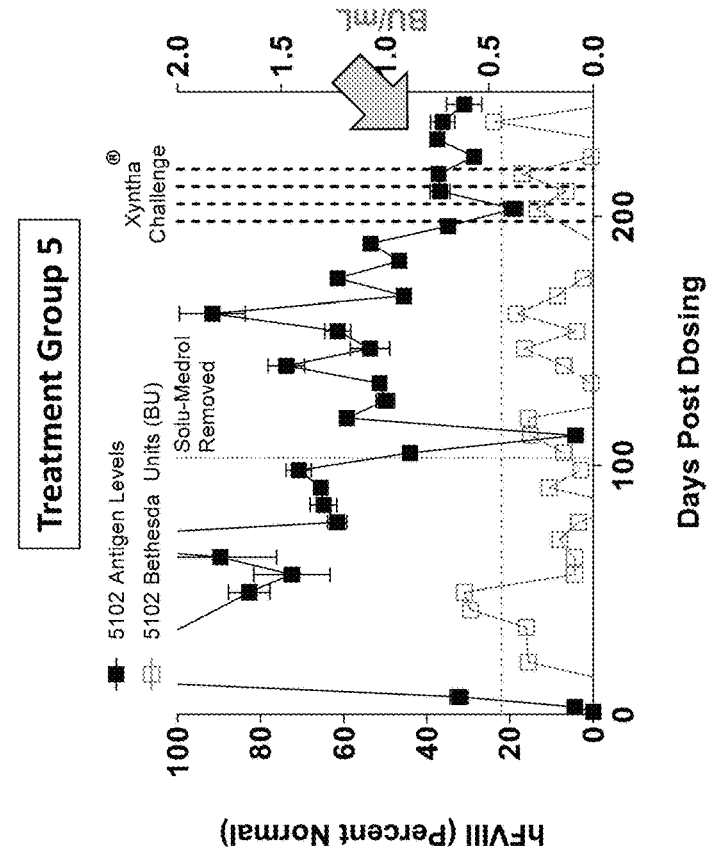 Treatment Group 5
5102 Antigen Levels
5102 Bethesda Units (BU)
Solu-Medrol
Removed
Xyntha®
Challenge
hFVIII (Percent Normal)
100
80
60
40
20
0
BU/mL
2.0
1.5
1.0
0.5
0.0
0
100
200
Days Post Dosing